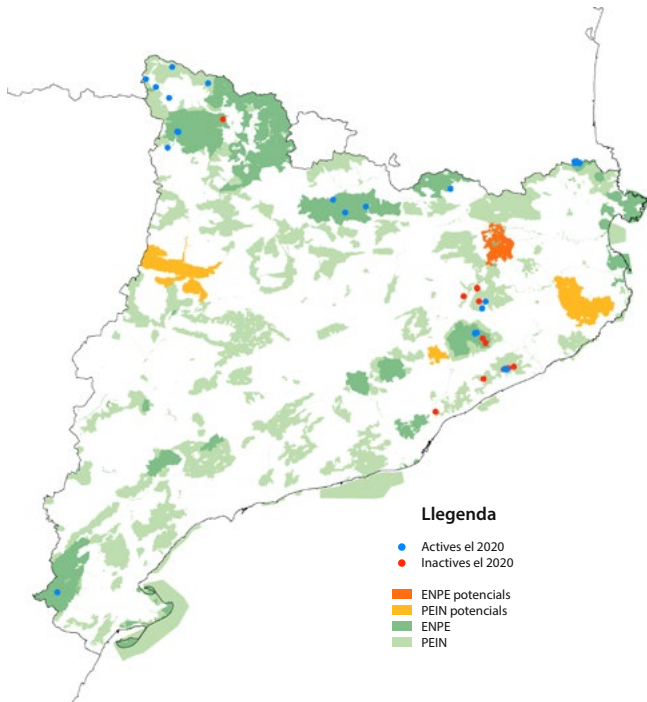 Llegenda
Actives el 2020
Inactives el 2020
ENPE potencials
PEIN potencials
ENPE
PEIN